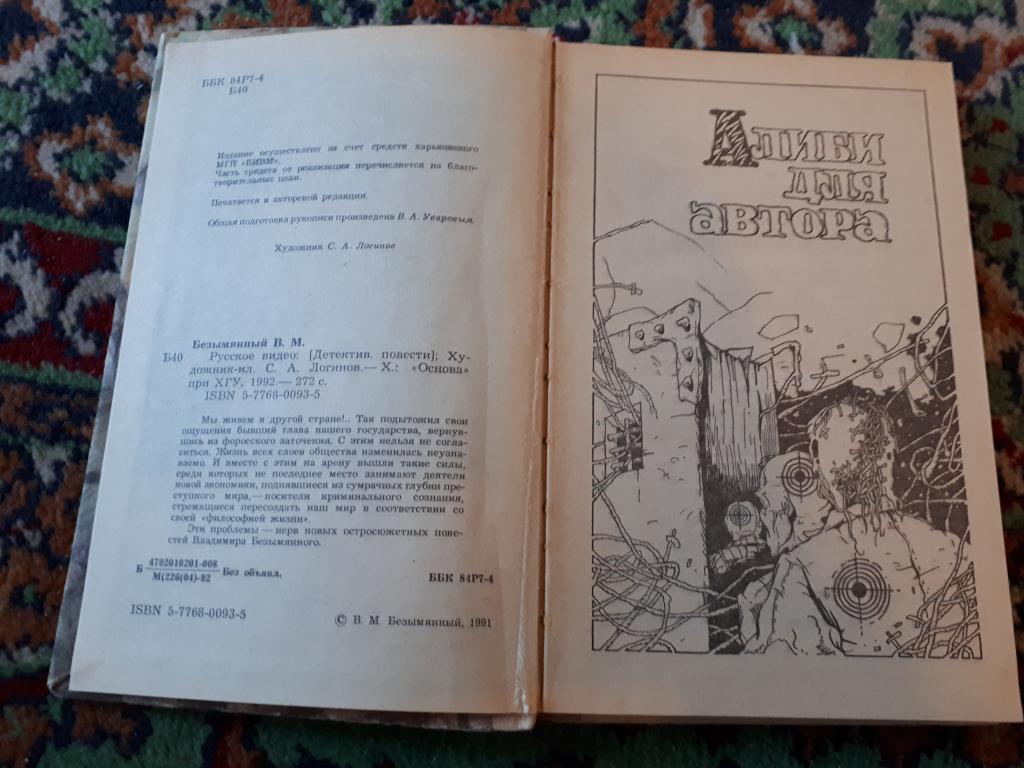 ББК 84Р7-4
Б40
Издание осуществлено за счет средств харьковского
МГП «БИВМ».
Часть средств от реализации перечисляется на благо-
творительные цели.
Печатается в авторской редакции.
Общая подготовка рукописи произведена В. А. Уваровым.
Художник С. А. Логинов
Безымянный В. М.
Б40 Русское видео: [Детектив. повести]; Ху-
дожник-ил. С. А. Логинов.— Х.: «Основа»
при ХГУ, 1992.— 272 с.
ISBN 5-7768-0093-5
Мы живем в другой стране!.. Так подытожил свои
ощущения бывший глава нашего государства, вернув-
шись из форосского заточения. С этим нельзя не согла-
ситься. Жизнь всех слоев общества изменилась неузна-
ваемо. И вместе с этим на арену вышли такие силы,
среди которых не последнее место занимают деятели
новой экономики, поднявшиеся из сумрачных глубин пре-
ступного мира,— носители криминального сознания,
стремящиеся пересоздать наш мир в соответствии со
своей «философией жизни».
Эти проблемы — нерв новых остросюжетных пове-
стей Владимира Безымянного.
Б 4702010201-008
М(226(04)-92 Без объявл.
ББК 84Р7-4
ISBN 5-7768-0093-5
© В. М. Безымянный, 1991
Алиби
для
автора